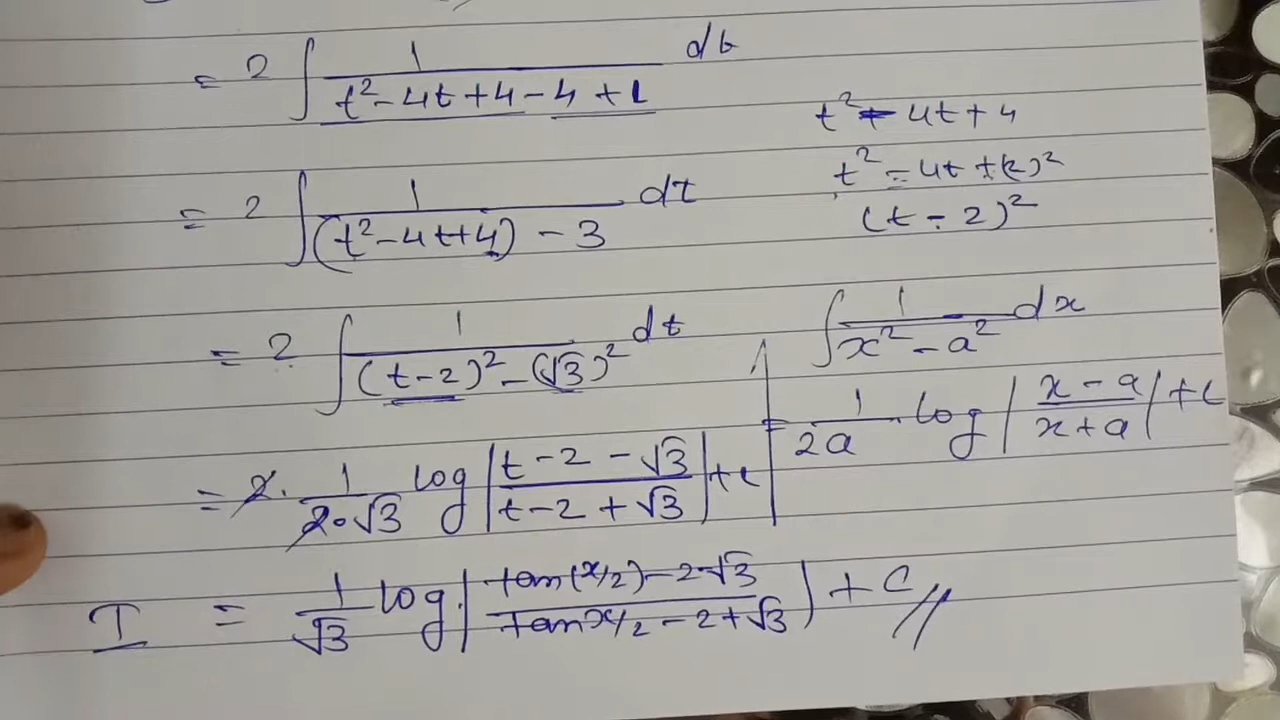 = 2 ∫ 1/(t² - 4t + 4 - 4 + 1) dt
t² - 4t + 4
t² - 4t + (2)²
(t - 2)²
= 2 ∫ 1/((t² - 4t + 4) - 3) dt
= 2 ∫ 1/((t-2)² - (√3)²) dt
∫ 1/(x² - a²) dx
= 1/2a . log | (x - a)/(x + a) | + c
= 2 . 1/(2·√3) log | (t - 2 - √3)/(t - 2 + √3) | + c
I = 1/√3 log | (tan(x/2) - 2 - √3)/(tan x/2 - 2 + √3) | + C //